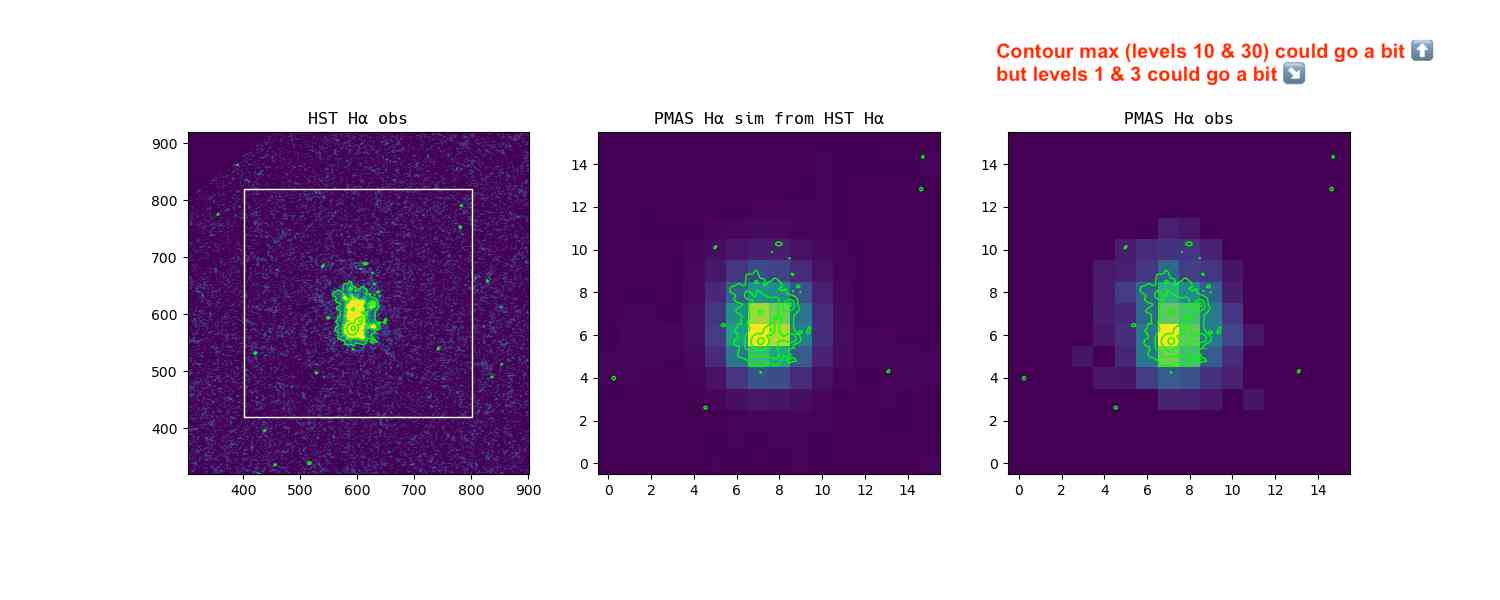 Contour max (levels 10 & 30) could go a bit ⬆️
but levels 1 & 3 could go a bit ↘️
HST Hα obs
PMAS Hα sim from HST Hα
PMAS Hα obs
900
800
700
600
500
400
400 500 600 700 800 900
14
12
10
8
6
4
2
0
0 2 4 6 8 10 12 14
14
12
10
8
6
4
2
0
0 2 4 6 8 10 12 14